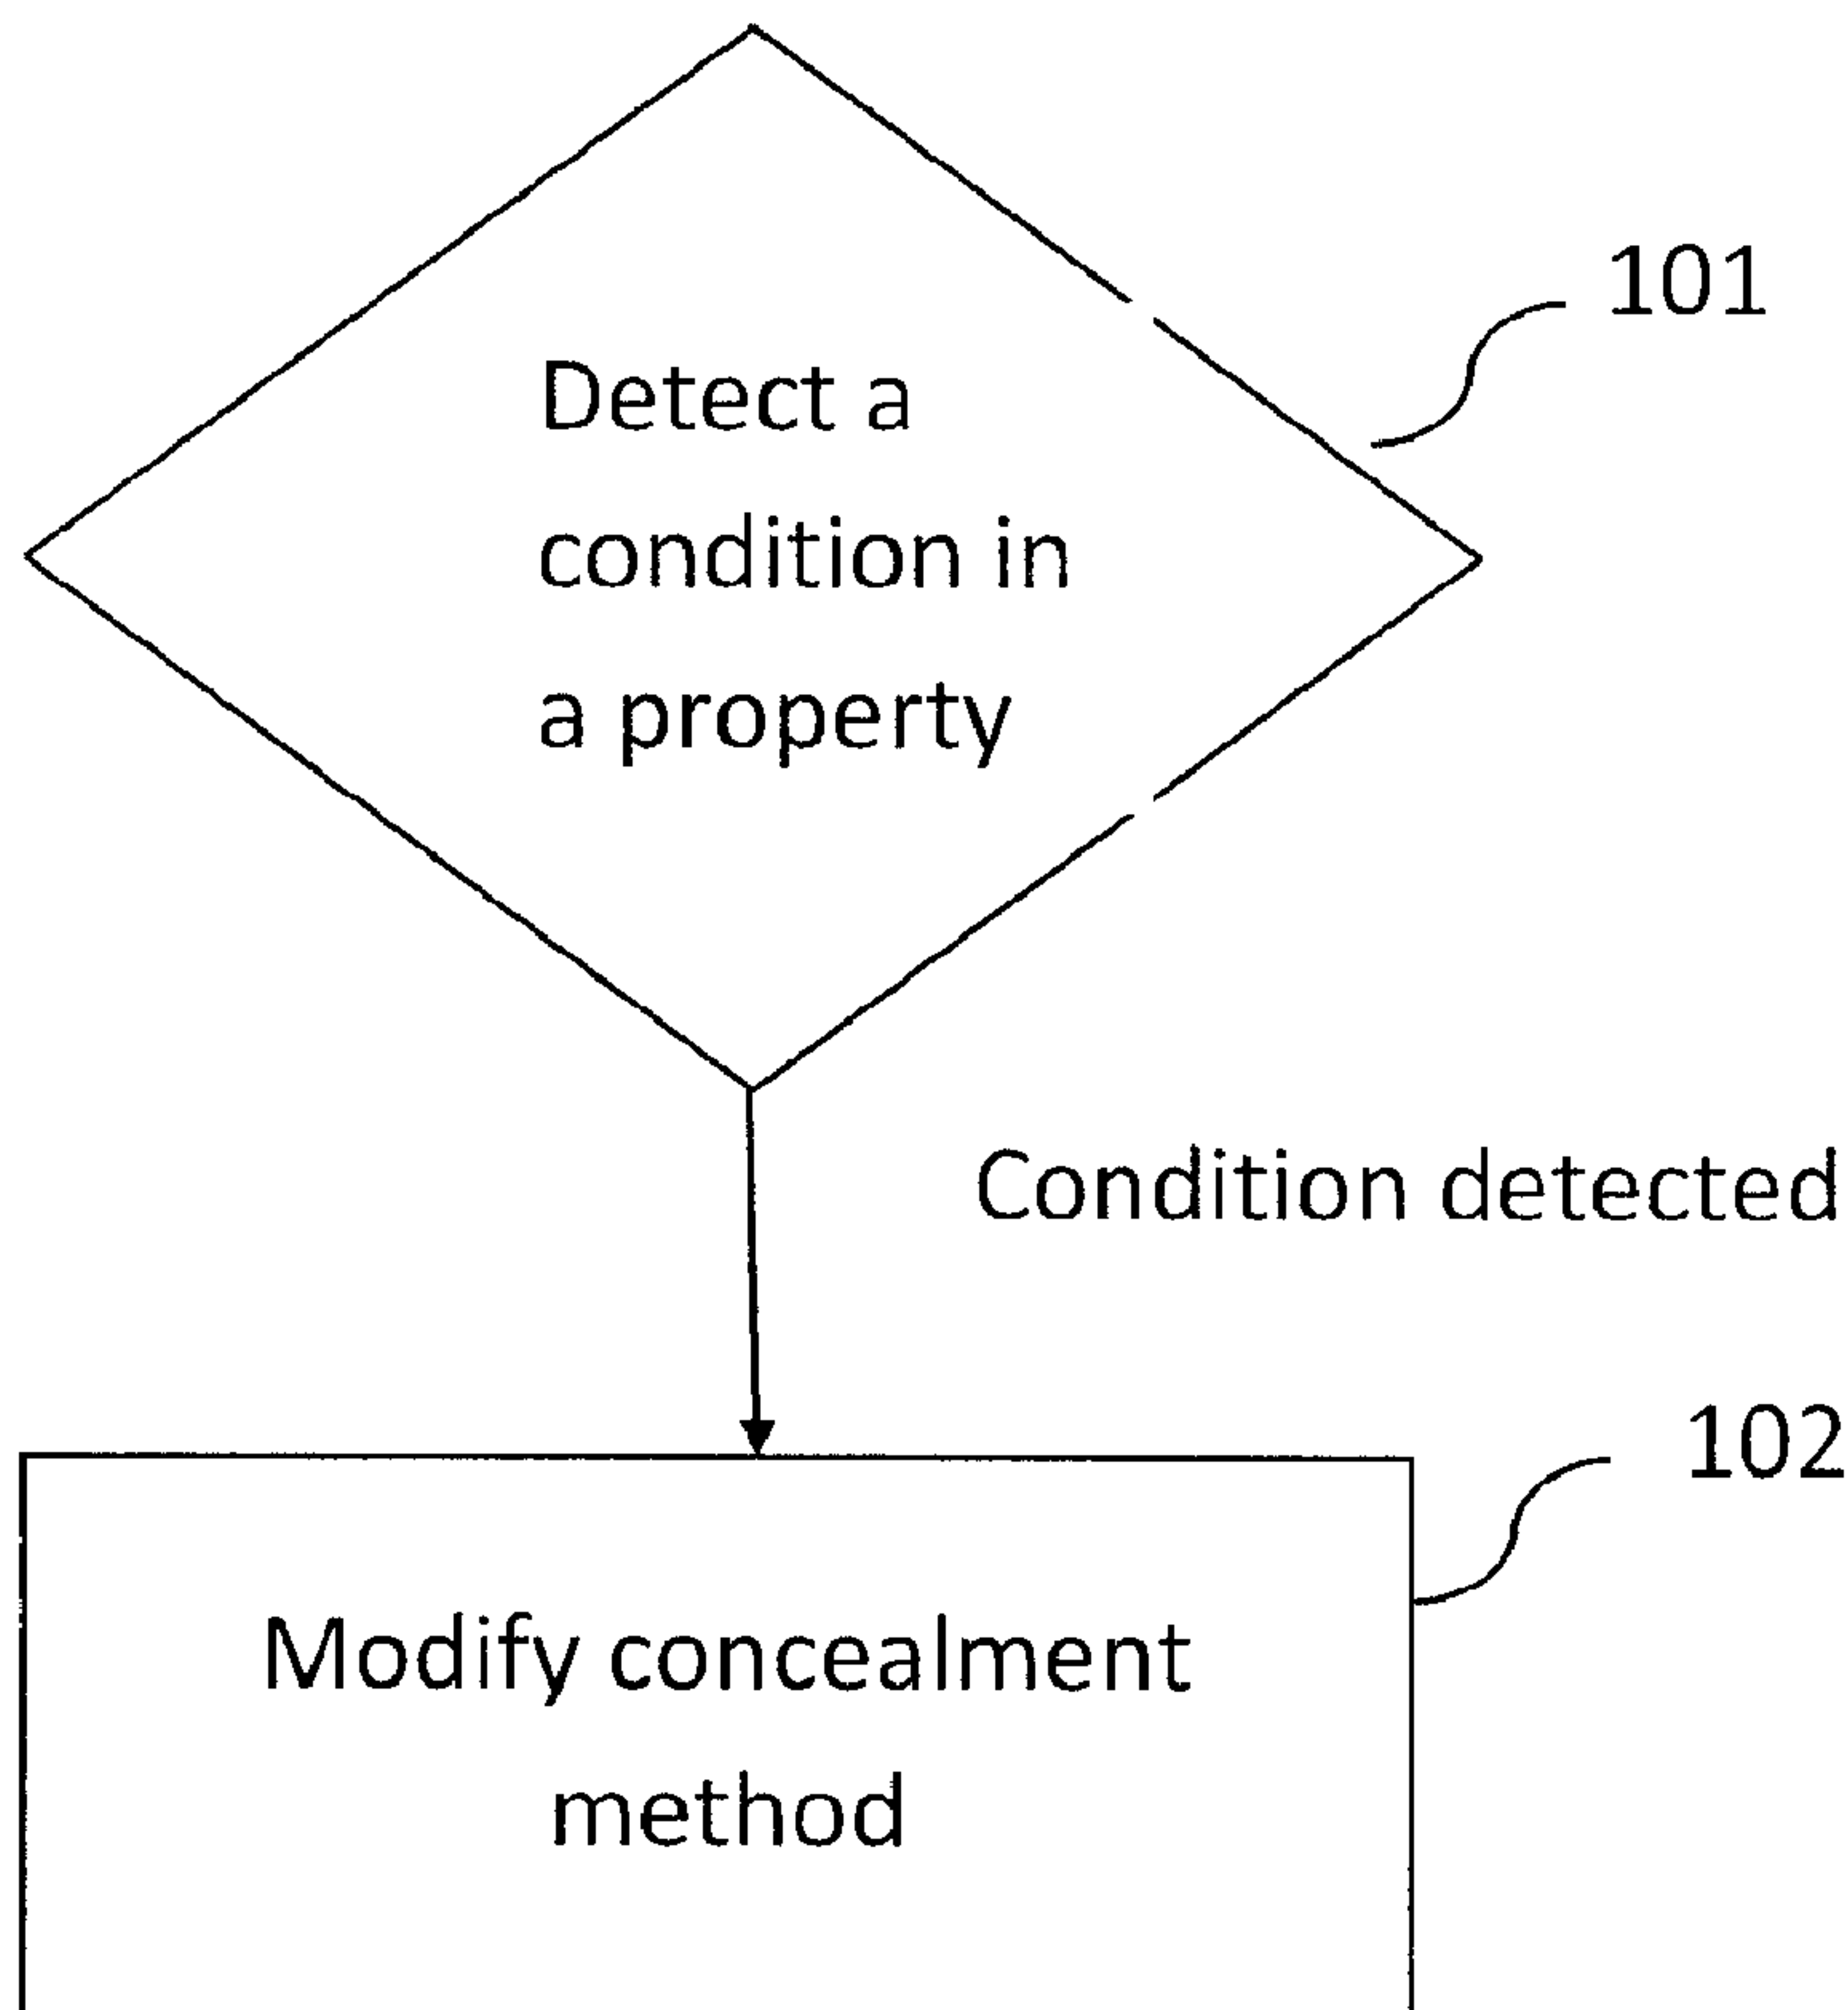 101
Detect a
condition in
a property
Condition detected
102
Modify concealment
method